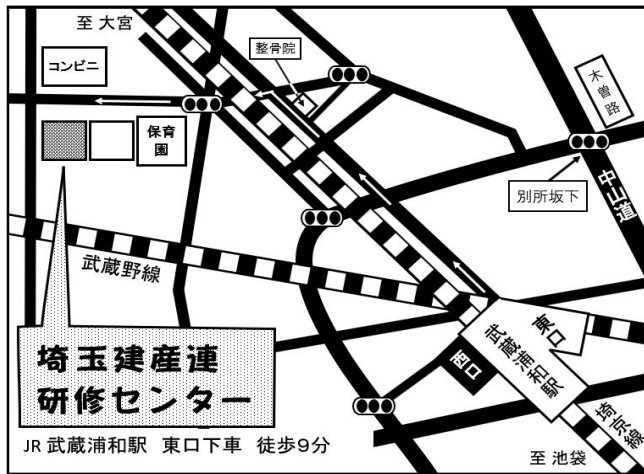 至 大宮
コンビニ
整骨院
木曽路
保育
園
別所坂下
中山道
武蔵野線
武蔵浦和駅
東口
西口
埼玉建産連
研修センター
埼京線
JR 武蔵浦和駅 東口下車 徒歩9分
至 池袋